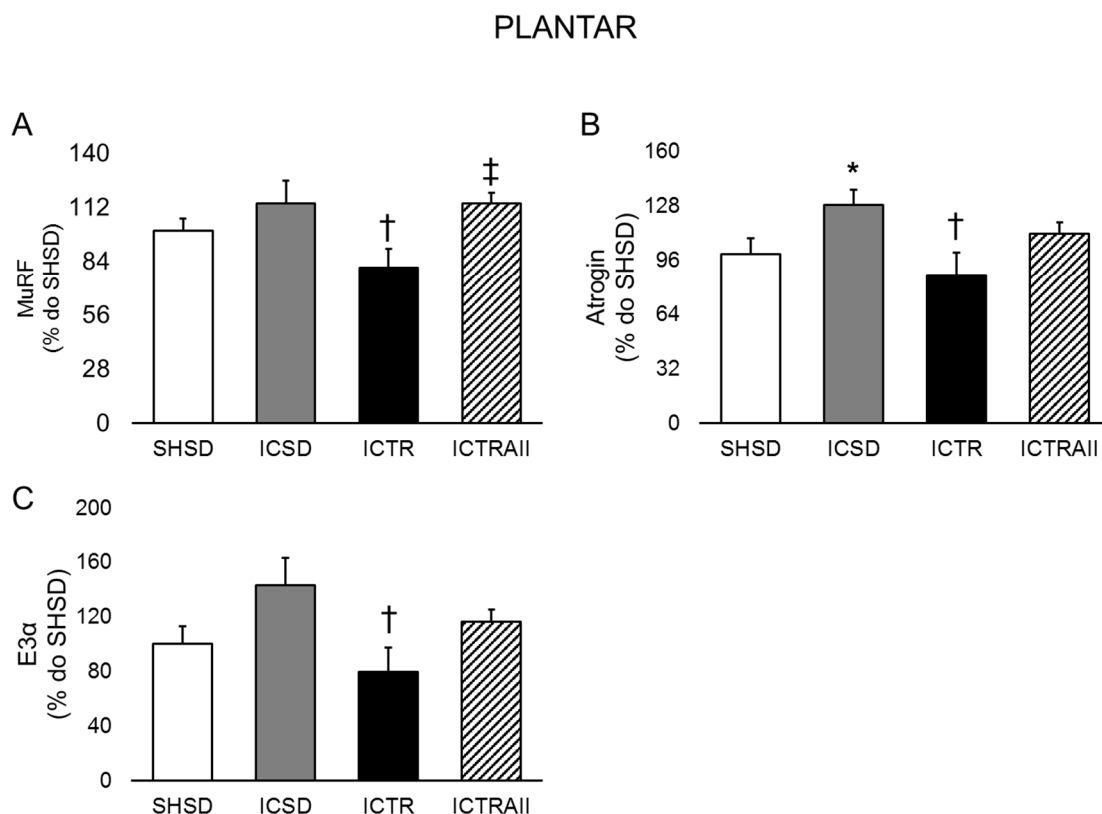 PLANTAR
A
MuRF
(% do SHSD)
140
112
84
56
28
0
‡
†
SHSD ICSD ICTR ICTRAII
B
Atrogin
(% do SHSD)
160
128
96
64
32
0
*
†
SHSD ICSD ICTR ICTRAII
C
E3α
(% do SHSD)
200
160
120
80
40
0
†
SHSD ICSD ICTR ICTRAII